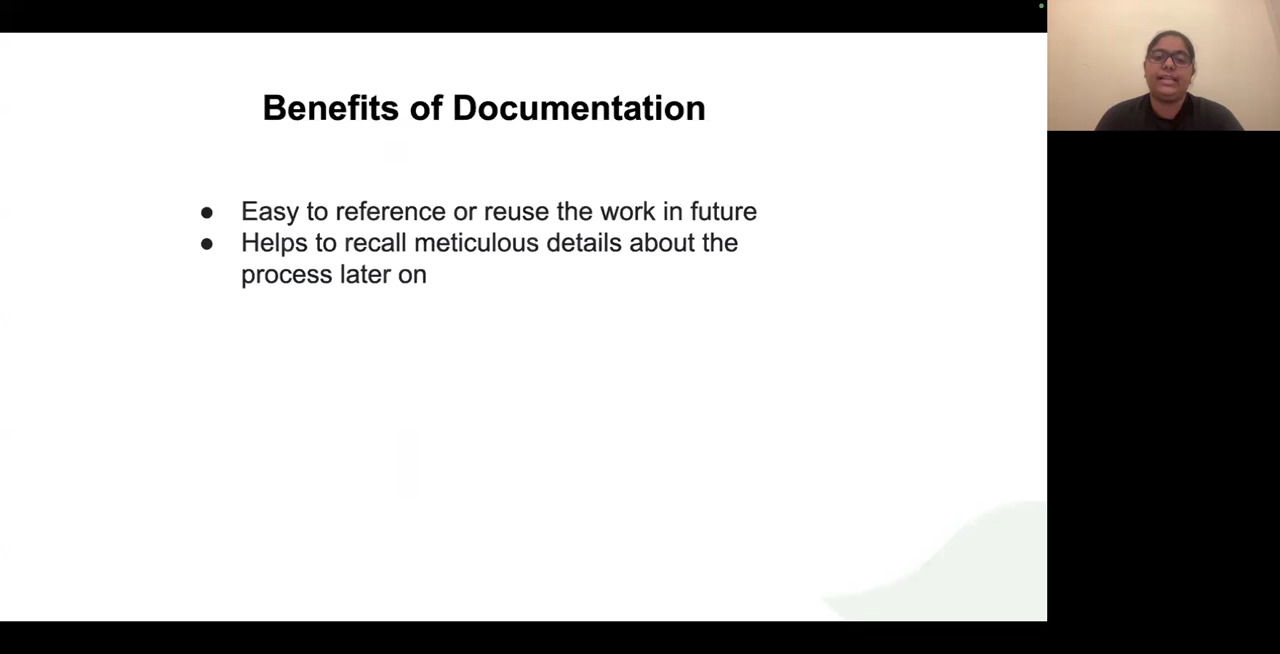 Benefits of Documentation
● Easy to reference or reuse the work in future
● Helps to recall meticulous details about the
process later on